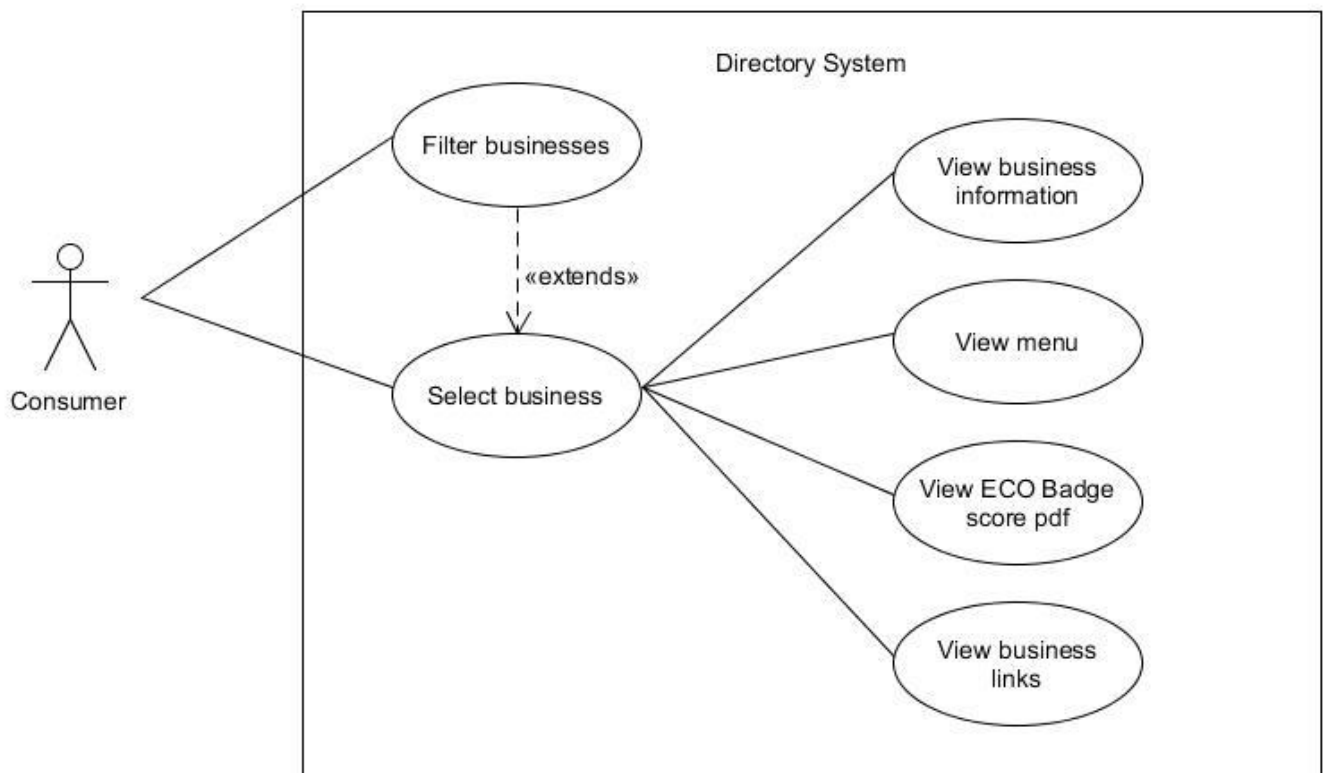 Directory System
Filter businesses
«extends»
Select business
Consumer
View business
information
View menu
View ECO Badge
score pdf
View business
links